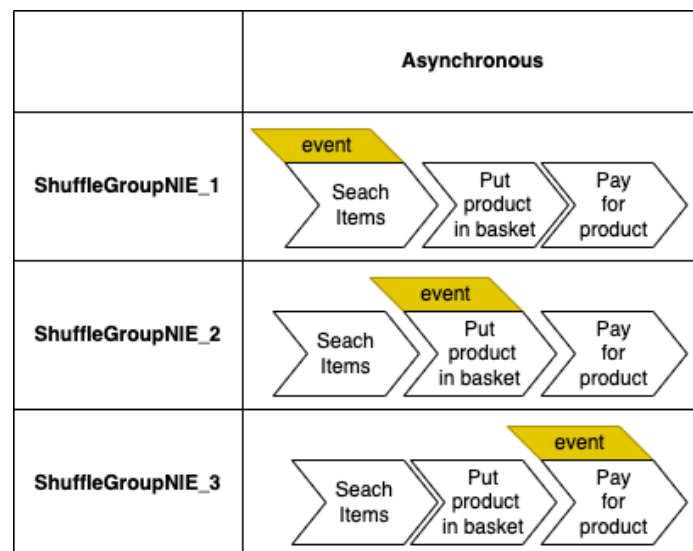 Asynchronous
ShuffleGroupNIE_1
event
Seach
Items
Put
product
in basket
Pay
for
product
ShuffleGroupNIE_2
event
Seach
Items
Put
product
in basket
Pay
for
product
ShuffleGroupNIE_3
event
Seach
Items
Put
product
in basket
Pay
for
product